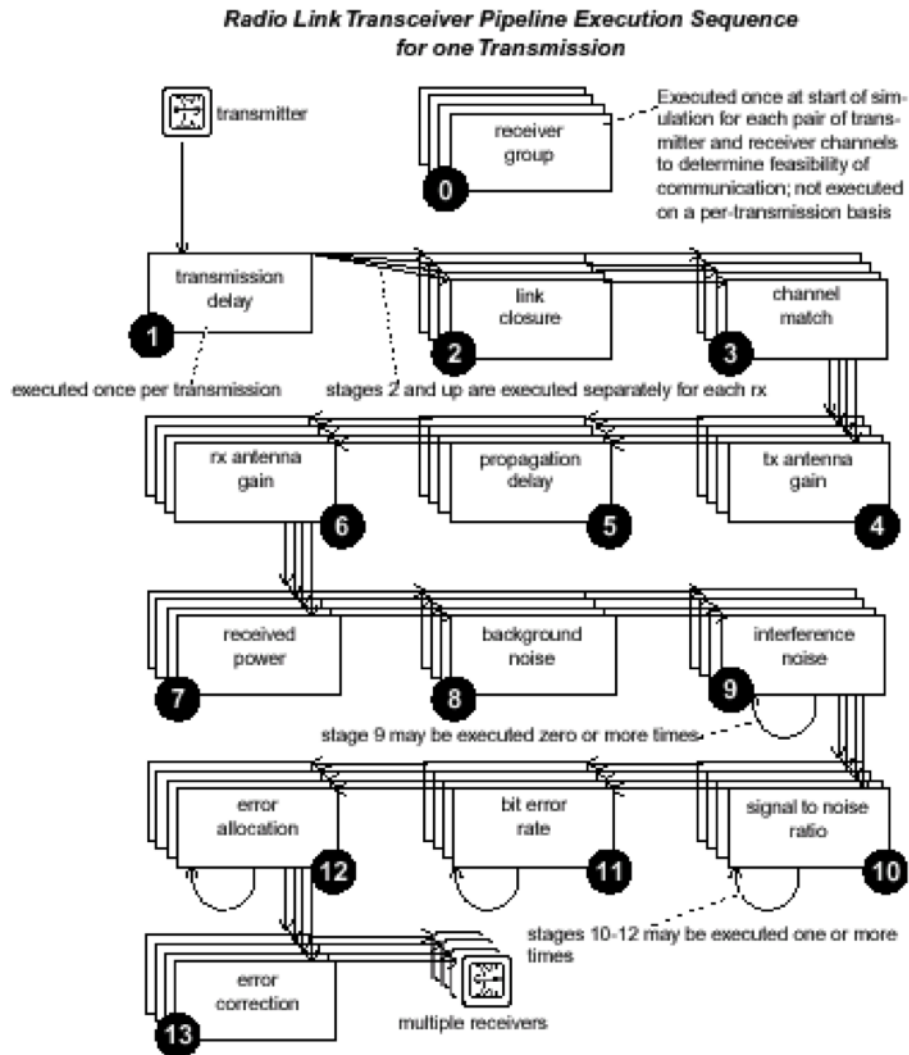 Radio Link Transceiver Pipeline Execution Sequence
for one Transmission
transmitter
receiver
group
0
Executed once at start of sim-
ulation for each pair of trans-
mitter and receiver channels
to determine feasibility of
communication; not executed
on a per-transmission basis
transmission
delay
1
link
closure
2
channel
match
3
executed once per transmission
stages 2 and up are executed separately for each rx
rx antenna
gain
6
propagation
delay
5
tx antenna
gain
4
received
power
7
background
noise
8
interference
noise
9
stage 9 may be executed zero or more times
error
allocation
12
bit error
rate
11
signal to noise
ratio
10
stages 10-12 may be executed one or more
times
error
correction
13
multiple receivers